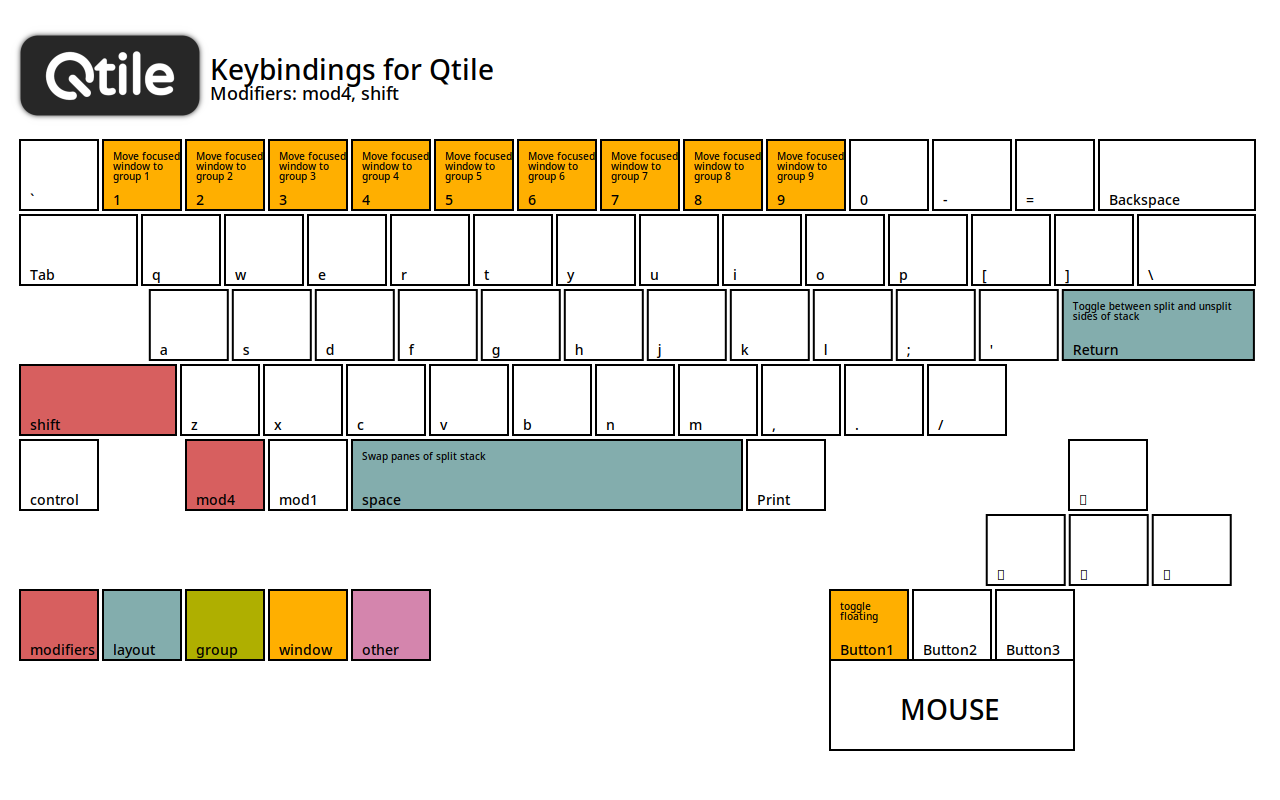 Qtile
Keybindings for Qtile
Modifiers: mod4, shift
`
Move focused
window to
group 1
1
Move focused
window to
group 2
2
Move focused
window to
group 3
3
Move focused
window to
group 4
4
Move focused
window to
group 5
5
Move focused
window to
group 6
6
Move focused
window to
group 7
7
Move focused
window to
group 8
8
Move focused
window to
group 9
9
0
-
=
Backspace
Tab
q
w
e
r
t
y
u
i
o
p
[
]
\
a
s
d
f
g
h
j
k
l
;
'
Toggle between split and unsplit
sides of stack
Return
shift
z
x
c
v
b
n
m
,
.
/
control
mod4
mod1
Swap panes of split stack
space
Print
modifiers
layout
group
window
other
toggle
floating
Button1
Button2
Button3
MOUSE